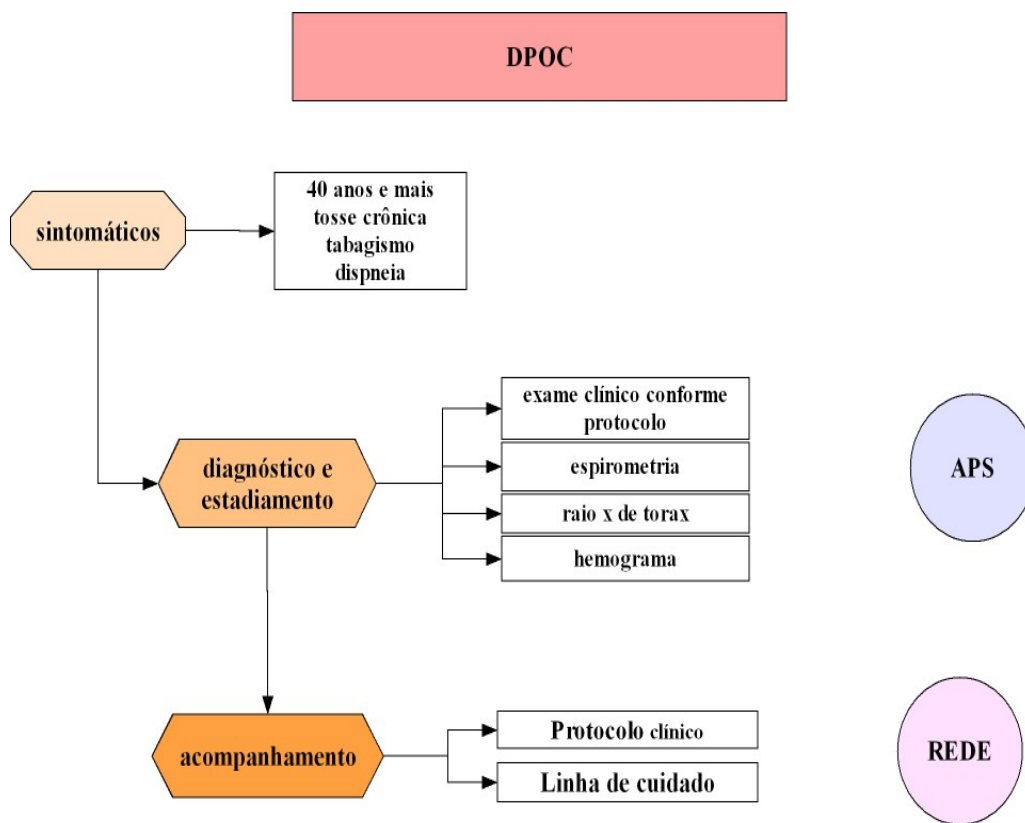 DPOC
sintomáticos
40 anos e mais
tosse crônica
tabagismo
dispneia
diagnóstico e
estadiamento
exame clínico conforme
protocolo
espirometria
raio x de torax
hemograma
APS
acompanhamento
Protocolo clínico
Linha de cuidado
REDE